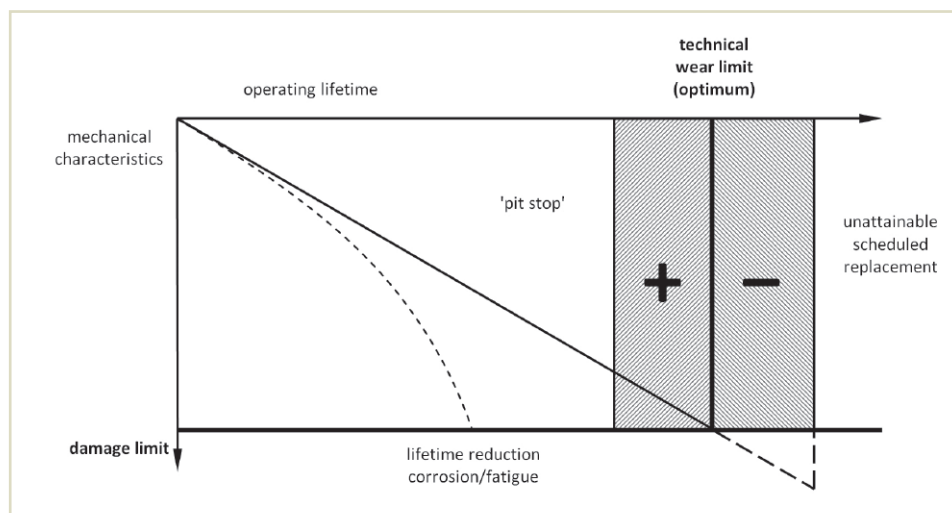 technical
wear limit
(optimum)
operating lifetime
mechanical
characteristics
'pit stop'
unattainable
scheduled
replacement
+
−
damage limit
lifetime reduction
corrosion/fatigue